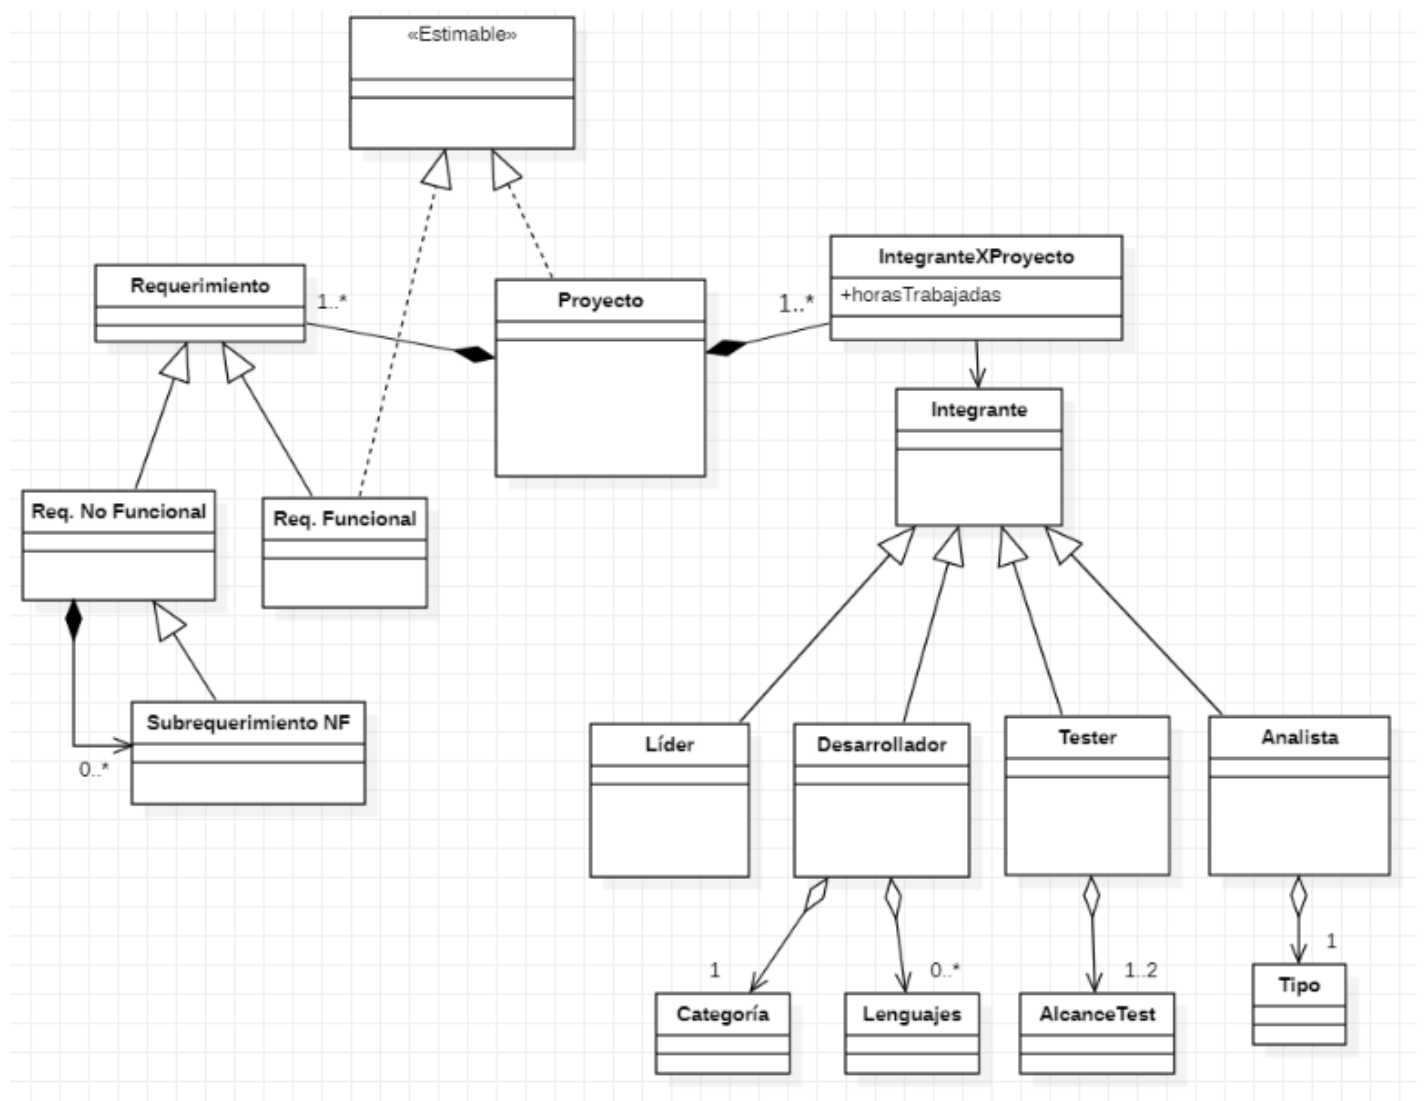 «Estimable»
IntegranteXProyecto
+horasTrabajadas
Requerimiento
1..*
Proyecto
1..*
Integrante
Req. No Funcional
Req. Funcional
Subrequerimiento NF
0..*
Líder
Desarrollador
Tester
Analista
1
0..*
1..2
1
Categoría
Lenguajes
AlcanceTest
Tipo